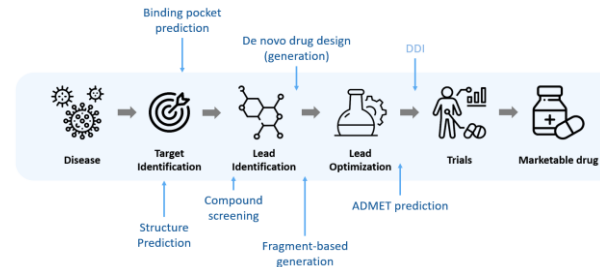 Binding pocket
prediction
De novo drug design
(generation)
DDI
Disease
Target
Identification
Lead
Identification
Lead
Optimization
Trials
Marketable drug
Structure
Prediction
Compound
screening
Fragment-based
generation
ADMET prediction